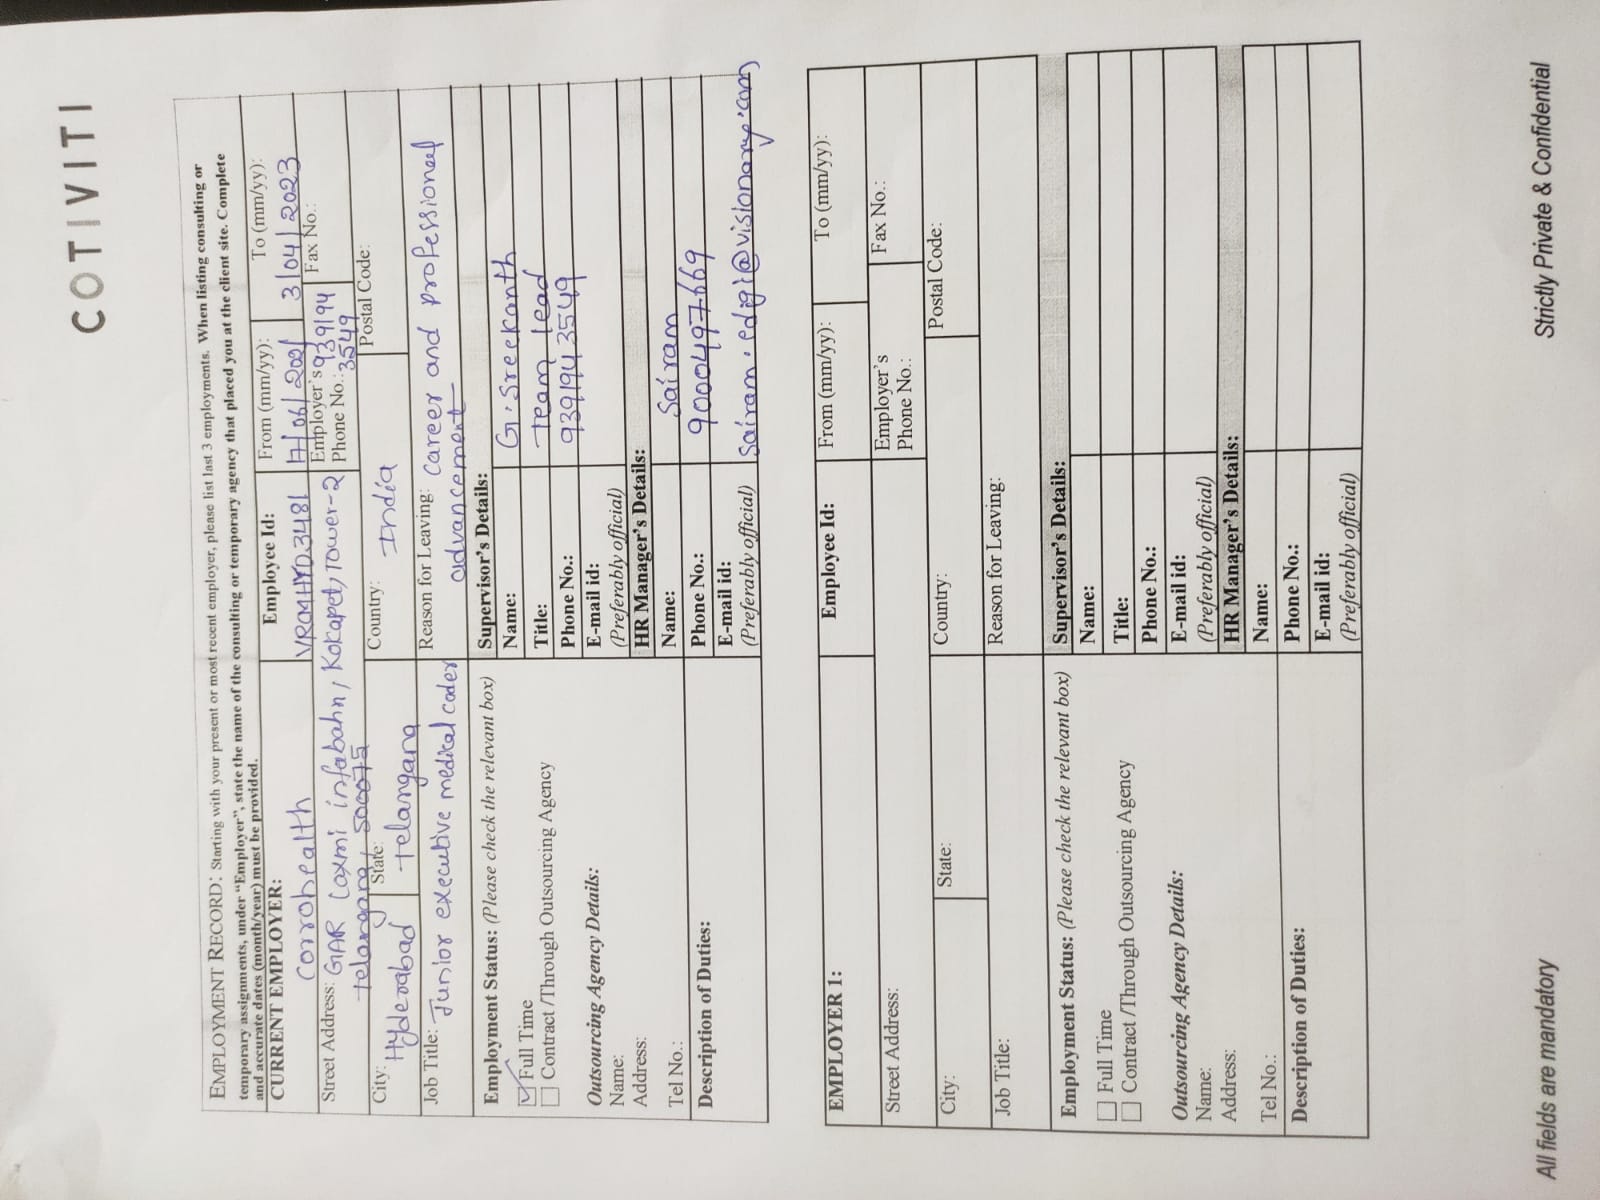 COTIVITI
EMPLOYMENT RECORD: Starting with your present or most recent employer, please list last 3 employments. When listing consulting or
temporary assignments, under “Employer”, state the name of the consulting or temporary agency that placed you at the client site. Complete
and accurate dates (month/year) must be provided.
CURRENT EMPLOYER: Employee Id: From (mm/yy): To (mm/yy):
Corrohealth VRCMHYD3481 17/06/2021 3/04/2023
Street Address: GAR Laxmi infobahn, Kokapet, Tower-2 Employer's 939194 Fax No.:
Telangana, 500075 Phone No.: 3549
City: Hyderabad State: Telangana Country: India Postal Code:
Job Title: Junior executive medical coder Reason for Leaving: Career and professional
advancement
Employment Status: (Please check the relevant box) Supervisor's Details:
Name: G. Sreekanth
Full Time
Title: Team lead
Contract /Through Outsourcing Agency
Phone No.: 9391943549
Outsourcing Agency Details: E-mail id:
Name: (Preferably official)
Address: HR Manager's Details:
Tel No.: Name: Sairam
Description of Duties: Phone No.: 9000497669
E-mail id:
(Preferably official) Sairam.edigi@visionary.com
EMPLOYER 1: Employee Id: From (mm/yy): To (mm/yy):
Street Address: Employer's Fax No.:
Phone No.:
City: State: Country: Postal Code:
Job Title: Reason for Leaving:
Employment Status: (Please check the relevant box) Supervisor's Details:
Name:
Full Time
Title:
Contract /Through Outsourcing Agency
Phone No.:
Outsourcing Agency Details: E-mail id:
Name: (Preferably official)
Address: HR Manager's Details:
Tel No.: Name:
Description of Duties: Phone No.:
E-mail id:
(Preferably official)
All fields are mandatory Strictly Private & Confidential